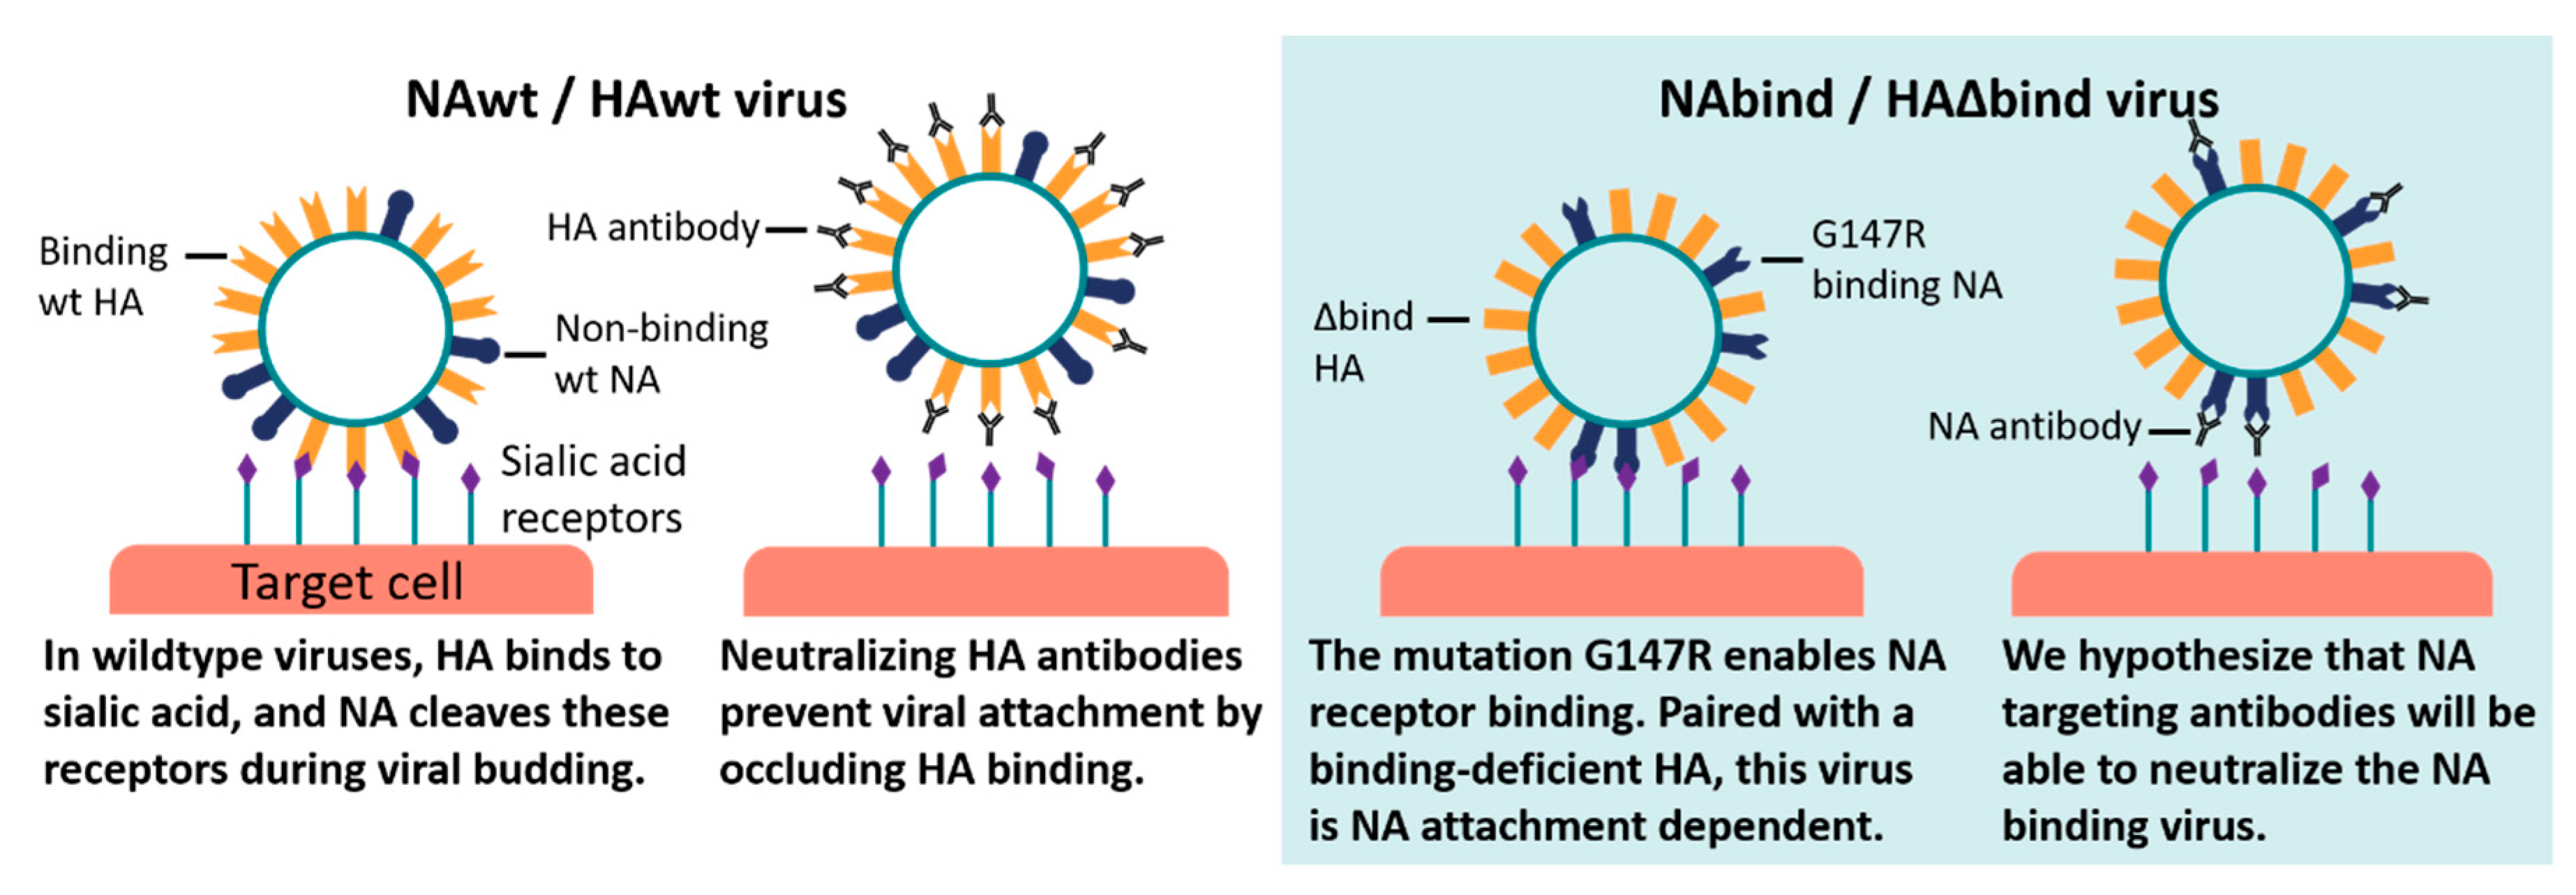 NAwt / HAwt virus
Binding
wt HA
Non-binding
wt NA
Sialic acid
receptors
Target cell
In wildtype viruses, HA binds to
sialic acid, and NA cleaves these
receptors during viral budding.
HA antibody
Neutralizing HA antibodies
prevent viral attachment by
occluding HA binding.
NAbind / HAΔbind virus
Δbind
HA
G147R
binding NA
The mutation G147R enables NA
receptor binding. Paired with a
binding-deficient HA, this virus
is NA attachment dependent.
NA antibody
We hypothesize that NA
targeting antibodies will be
able to neutralize the NA
binding virus.